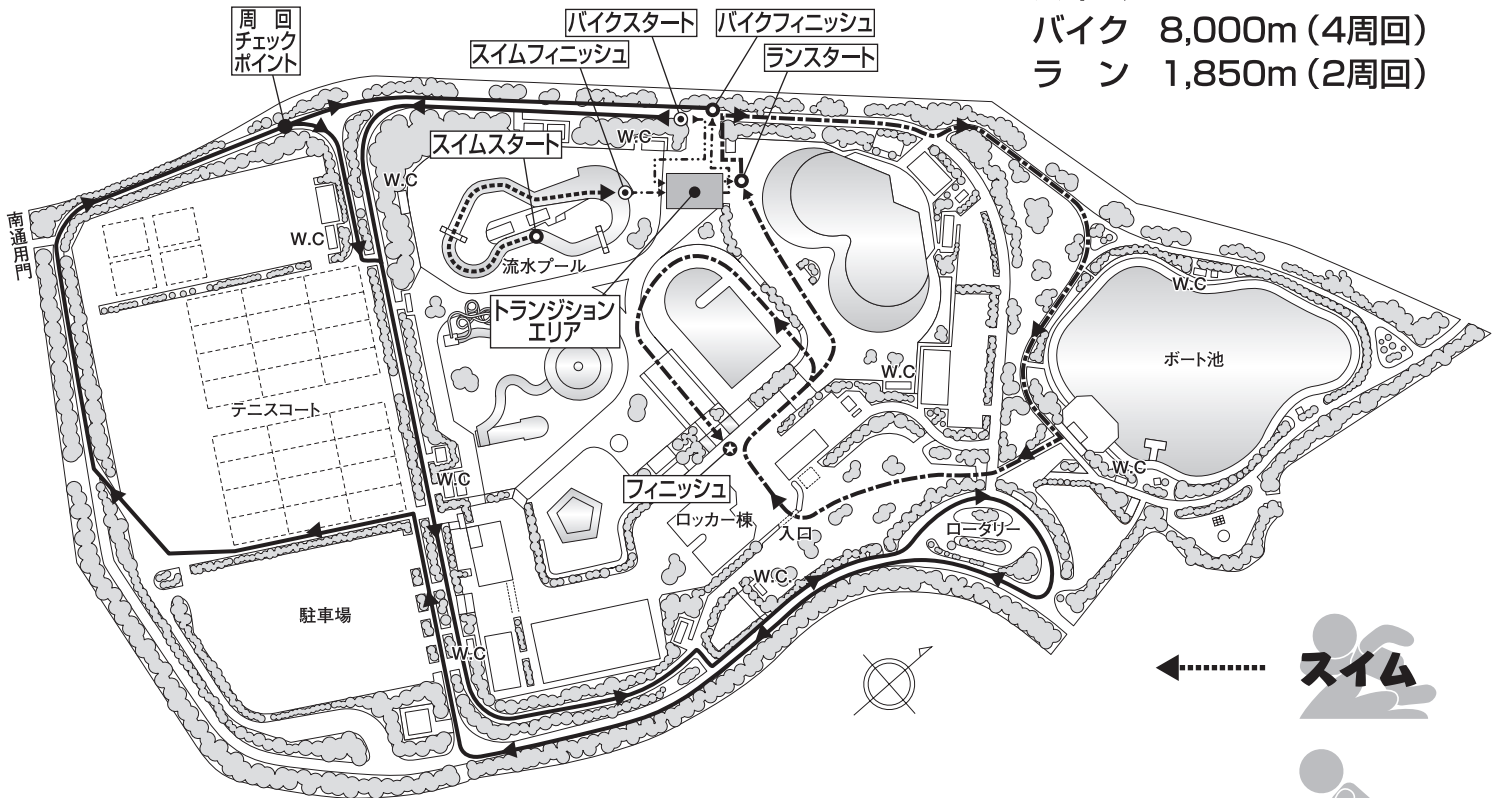 バイク 8,000m（4周回）
ラン 1,850m（2周回）
周回
チェック
ポイント
バイクスタート
バイクフィニッシュ
スイムフィニッシュ
ランスタート
スイムスタート
W.C
W.C
W.C
南通用門
流水プール
トランジション
エリア
W.C
ボート池
W.C
テニスコート
W.C
W.C
フィニッシュ
ロッカー棟
入口
ロータリー
W.C.
駐車場
W.C
スイム